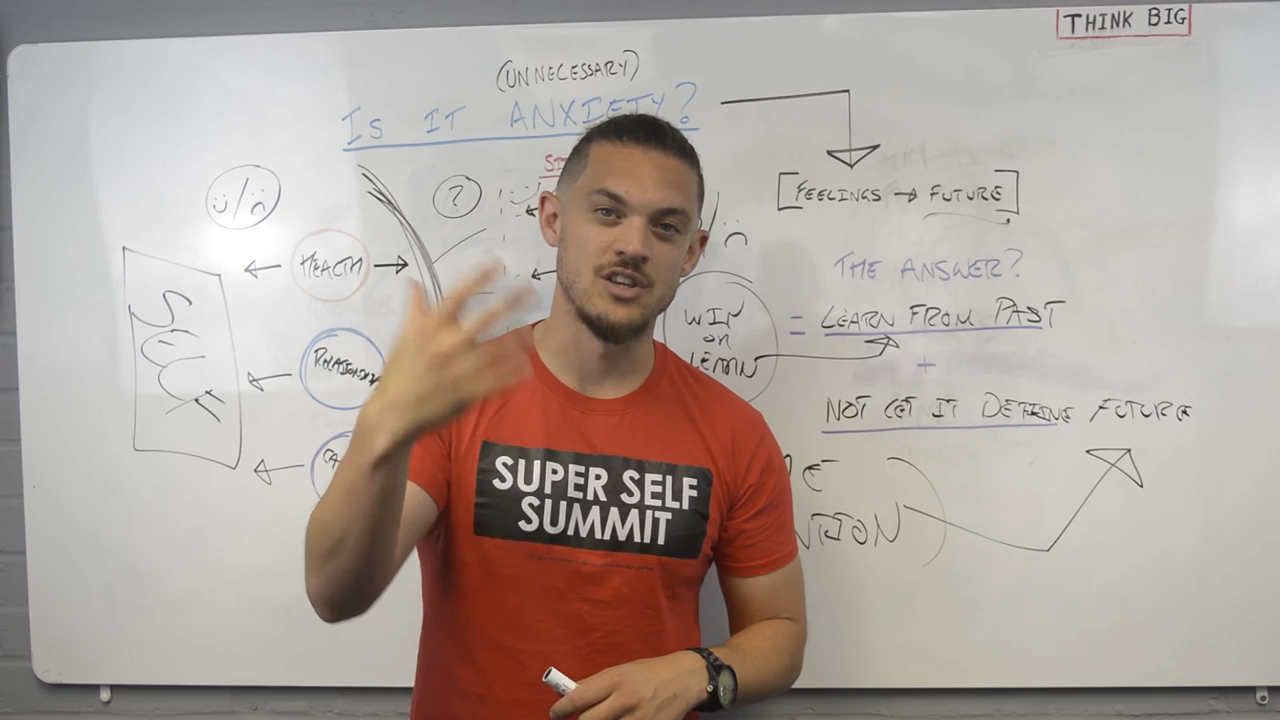 THINK BIG
(UNNECESSARY)
IS IT ANXIETY?
?
[FEELINGS → FUTURE]
HEALTH
THE ANSWER?
SELF
WIN
OR
LEARN
= LEARN FROM PAST
+
RELATIONSHIP
NOT LET IT DEFINE FUTURE
SUPER SELF
SUMMIT